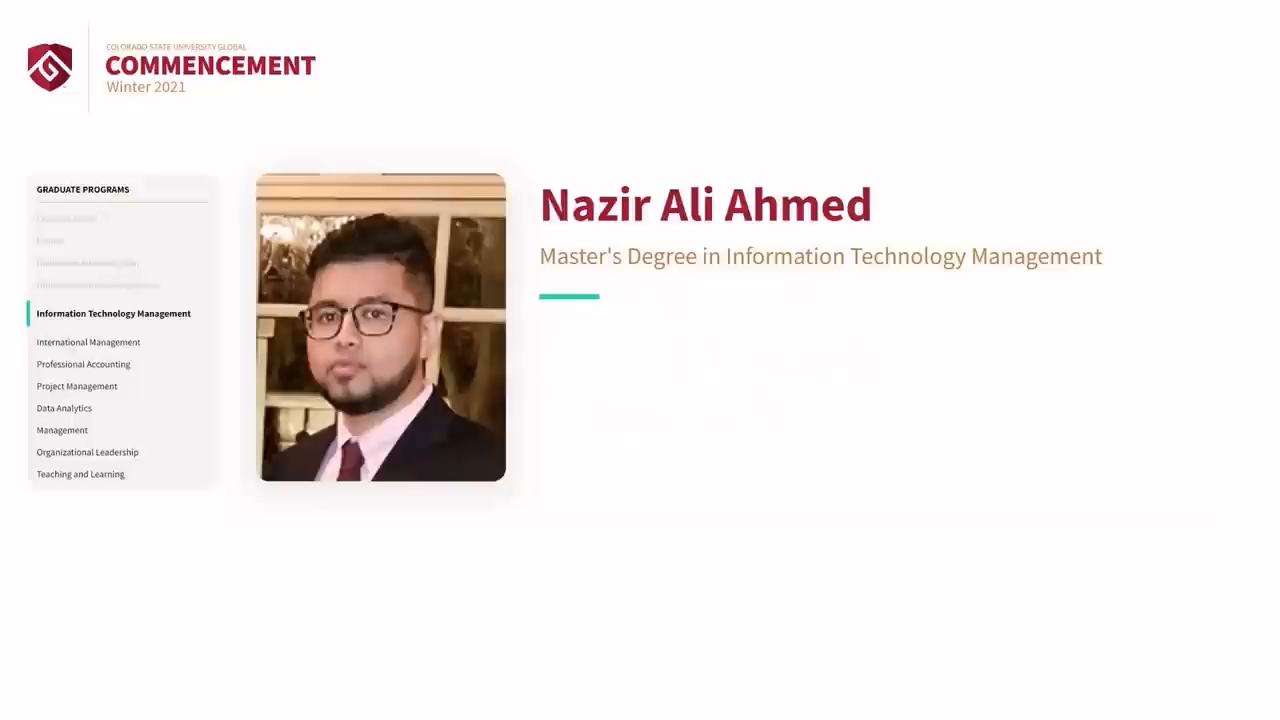 COLORADO STATE UNIVERSITY GLOBAL
COMMENCEMENT
Winter 2021
GRADUATE PROGRAMS
Information Technology Management
International Management
Professional Accounting
Project Management
Data Analytics
Management
Organizational Leadership
Teaching and Learning
Nazir Ali Ahmed
Master's Degree in Information Technology Management